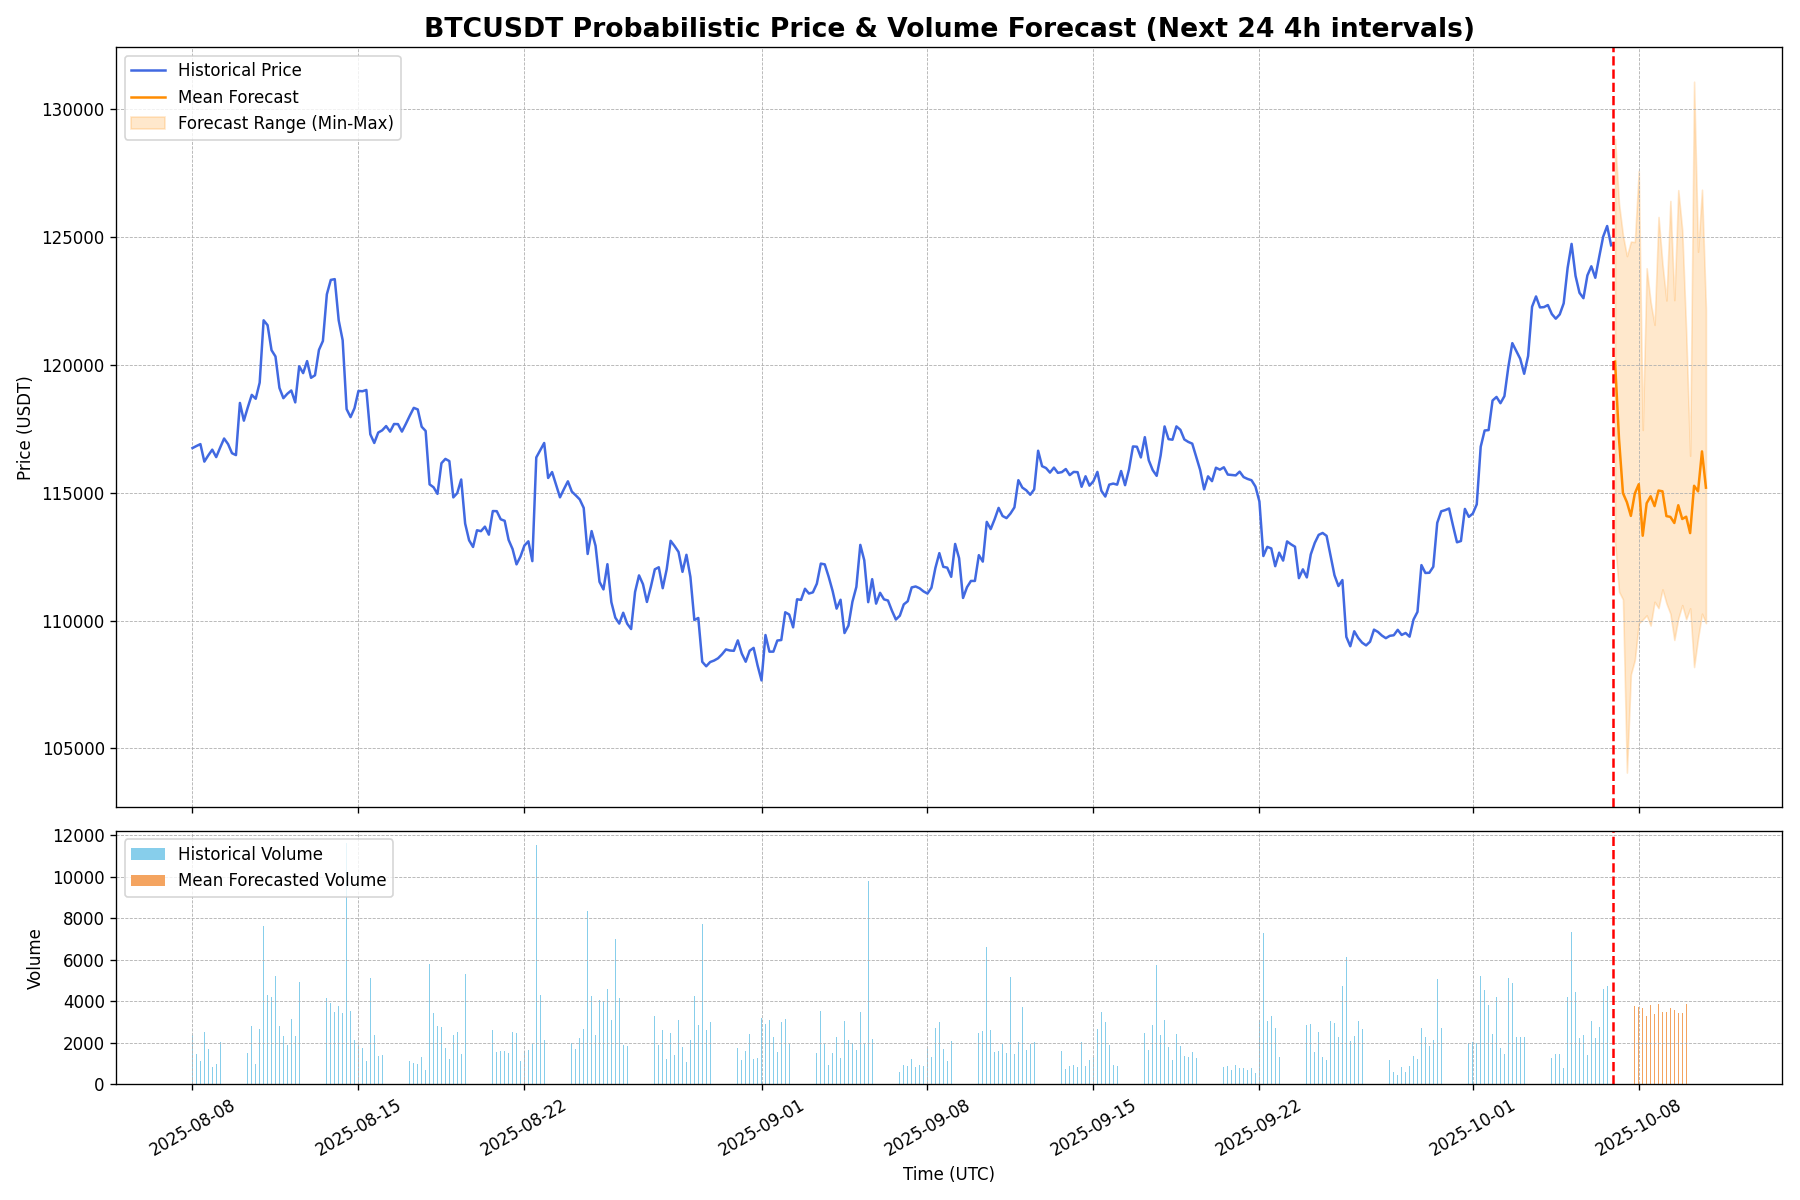 BTCUSDT Probabilistic Price & Volume Forecast (Next 24 4h intervals)
Historical Price
Mean Forecast
Forecast Range (Min-Max)
130000
125000
120000
115000
110000
105000
Price (USDT)
Historical Volume
Mean Forecasted Volume
12000
10000
8000
6000
4000
2000
0
Volume
2025-08-08
2025-08-15
2025-08-22
2025-09-01
2025-09-08
2025-09-15
2025-09-22
2025-10-01
2025-10-08
Time (UTC)